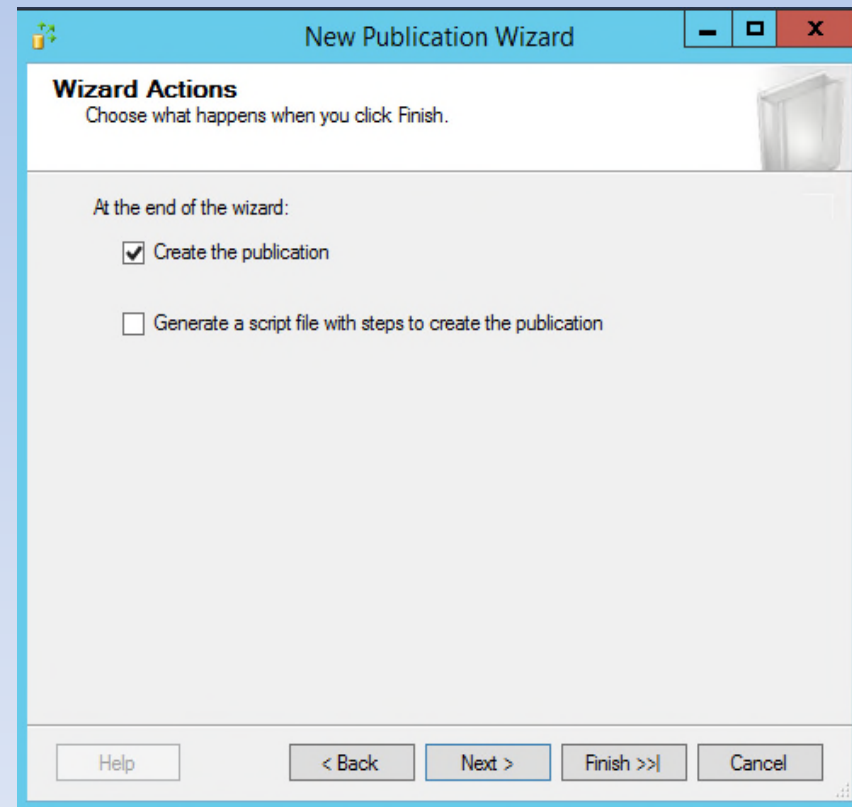 New Publication Wizard
Wizard Actions
Choose what happens when you click Finish.
At the end of the wizard:
Create the publication
Generate a script file with steps to create the publication
Help
< Back
Next >
Finish >>|
Cancel